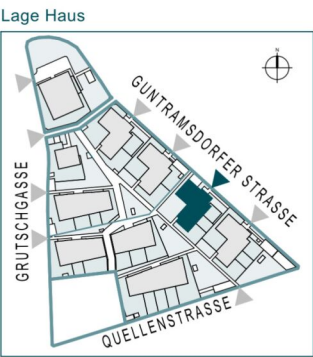 Lage Haus
N
GUNTRAMSDORFER STRASSE
GRUTSCHGASSE
QUELLENSTRASSE